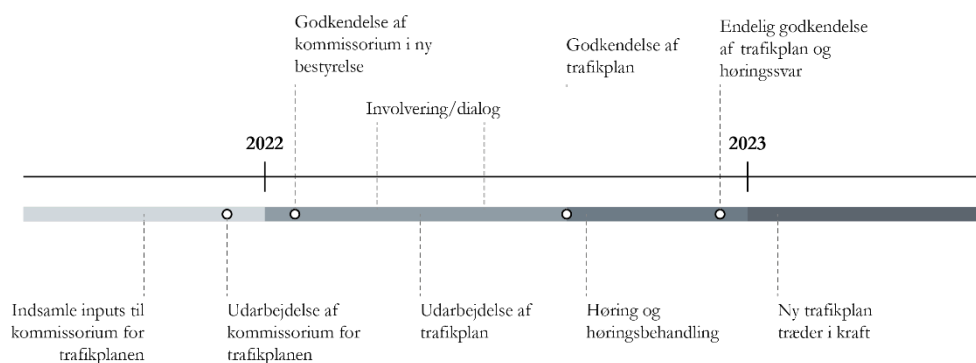 Godkendelse af
kommissorium i ny
bestyrelse
Godkendelse af
trafikplan
Endelig godkendelse
af trafikplan og
høringssvar
Involvering/dialog
2022
2023
Indsamle inputs til
kommissorium for
trafikplanen
Udarbejdelse af
kommissorium for
trafikplanen
Udarbejdelse af
trafikplan
Høring og
høringsbehandling
Ny trafikplan
træder i kraft